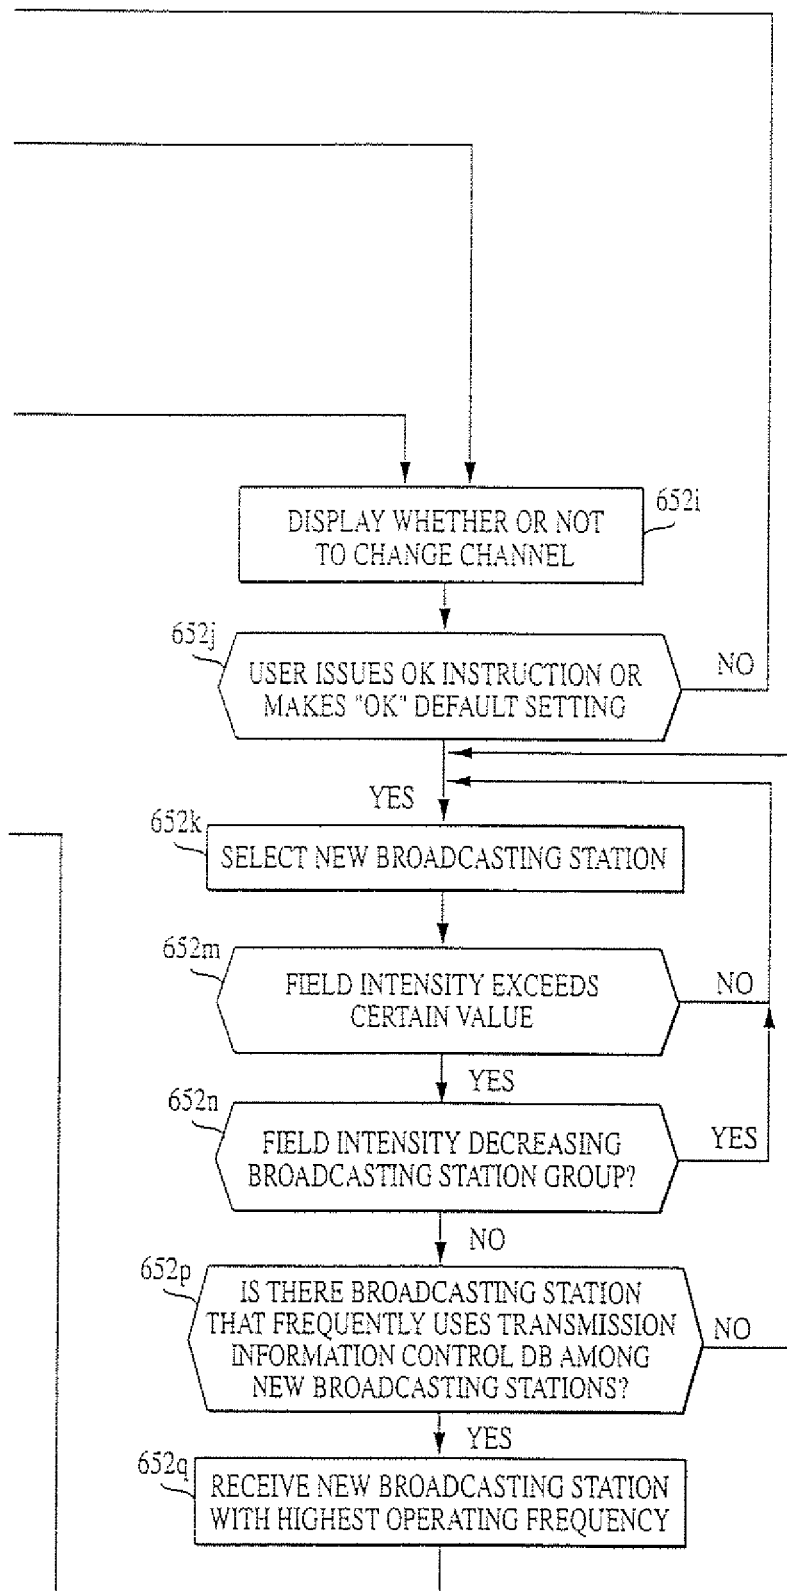 652i
DISPLAY WHETHER OR NOT
TO CHANGE CHANNEL
652j
USER ISSUES OK INSTRUCTION OR
MAKES "OK" DEFAULT SETTING
NO
YES
652k
SELECT NEW BROADCASTING STATION
652m
FIELD INTENSITY EXCEEDS
CERTAIN VALUE
NO
YES
652n
FIELD INTENSITY DECREASING
BROADCASTING STATION GROUP?
YES
NO
652p
IS THERE BROADCASTING STATION
THAT FREQUENTLY USES TRANSMISSION
INFORMATION CONTROL DB AMONG
NEW BROADCASTING STATIONS?
NO
YES
652q
RECEIVE NEW BROADCASTING STATION
WITH HIGHEST OPERATING FREQUENCY